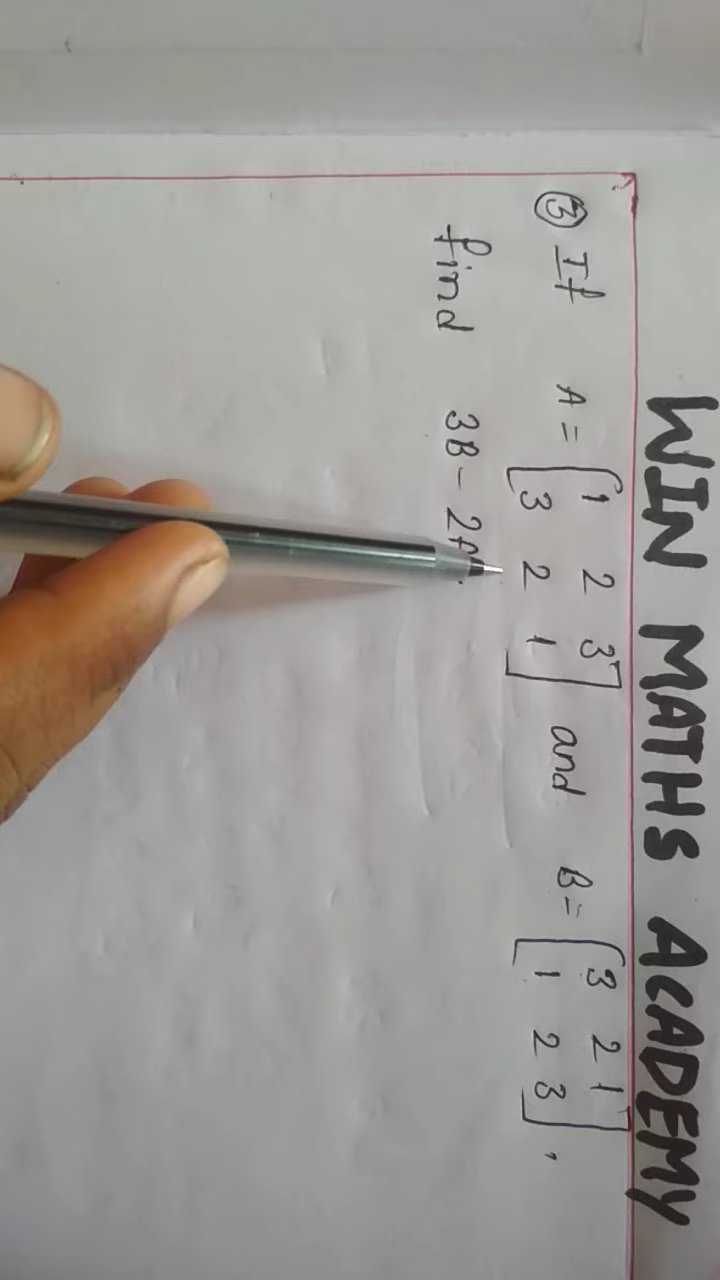 WIN MATHS ACADEMY
③ If A = [1 2 3
3 2 1] and B = [3 2 1
1 2 3],
find 3B - 2A.